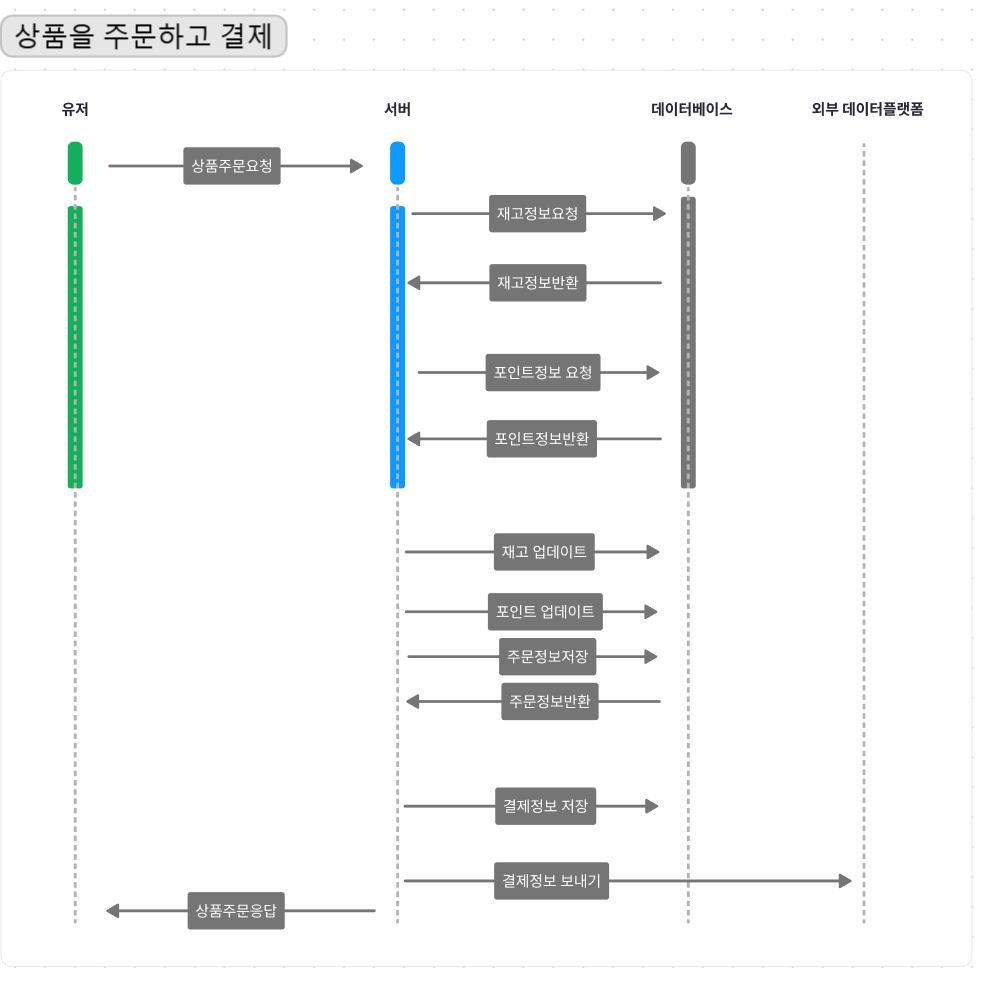 상품을 주문하고 결제
유저
서버
데이터베이스
외부 데이터플랫폼
상품주문요청
재고정보요청
재고정보반환
포인트정보 요청
포인트정보반환
재고 업데이트
포인트 업데이트
주문정보저장
주문정보반환
결제정보 저장
결제정보 보내기
상품주문응답